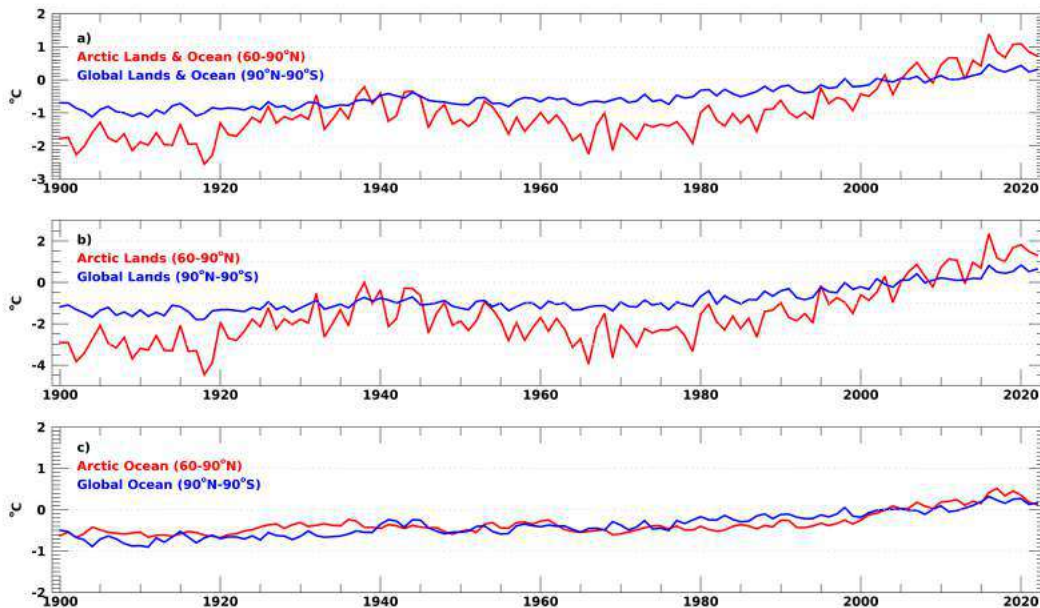 a)
Arctic Lands & Ocean (60-90°N)
Global Lands & Ocean (90°N-90°S)
°C
2
1
0
-1
-2
-3
1900 1920 1940 1960 1980 2000 2020
b)
Arctic Lands (60-90°N)
Global Lands (90°N-90°S)
°C
2
0
-2
-4
1900 1920 1940 1960 1980 2000 2020
c)
Arctic Ocean (60-90°N)
Global Ocean (90°N-90°S)
°C
2
1
0
-1
-2
1900 1920 1940 1960 1980 2000 2020